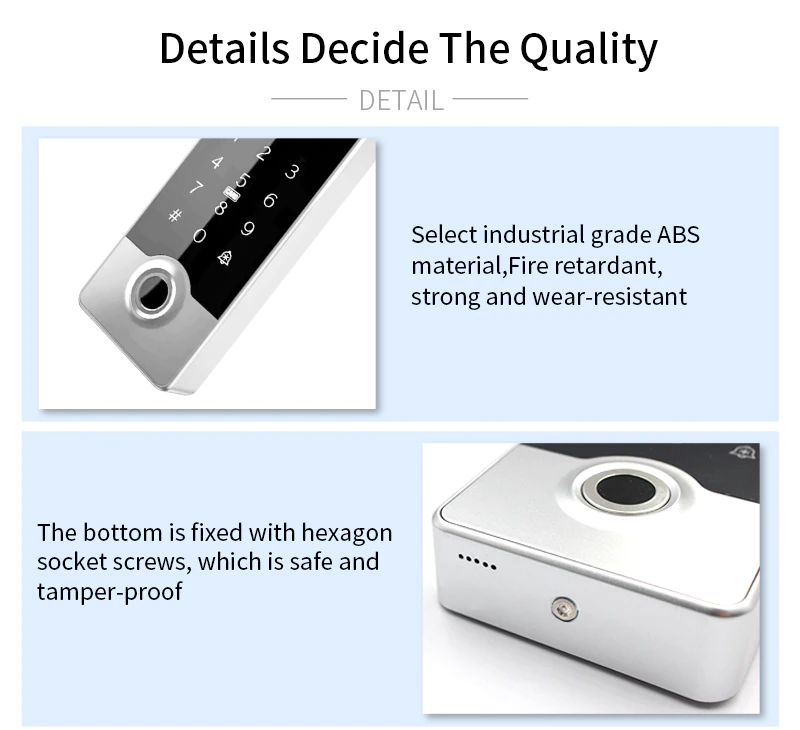 Details Decide The Quality
DETAIL
2
3
4
5
6
7
8
9
#
0
Select industrial grade ABS
material,Fire retardant,
strong and wear-resistant
The bottom is fixed with hexagon
socket screws, which is safe and
tamper-proof